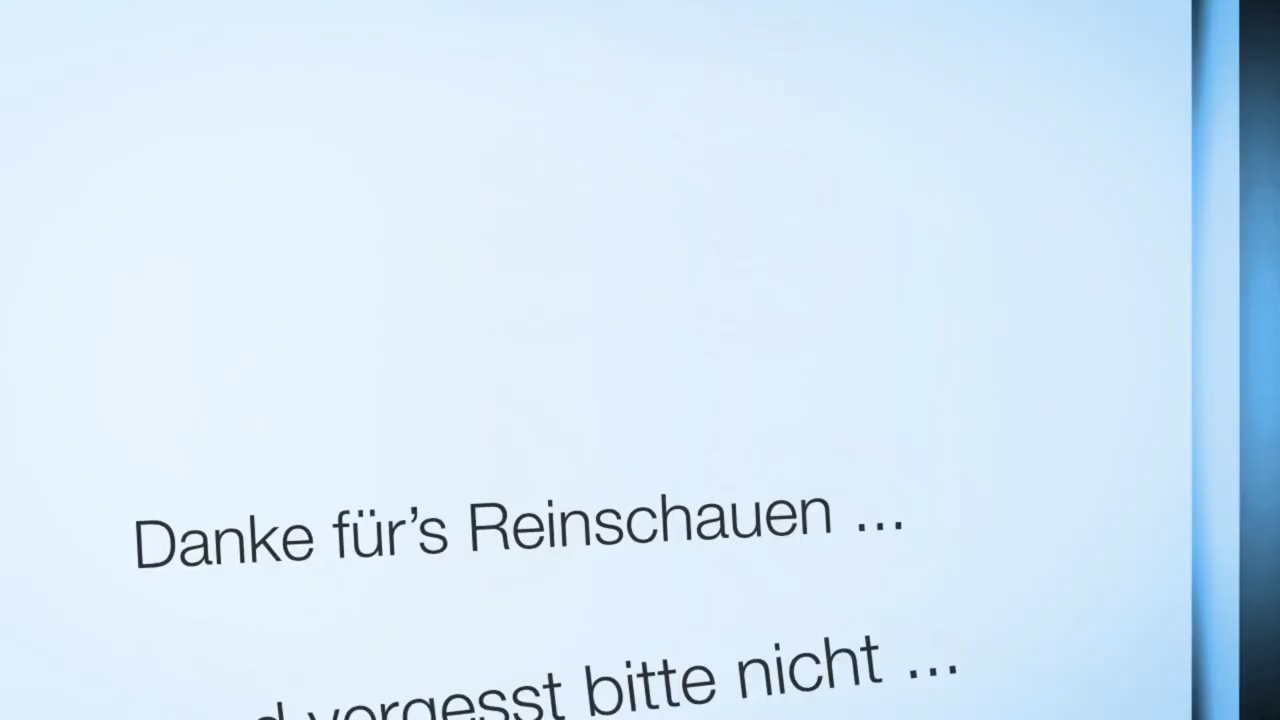 Danke für’s Reinschauen ...
vergesst bitte nicht ...